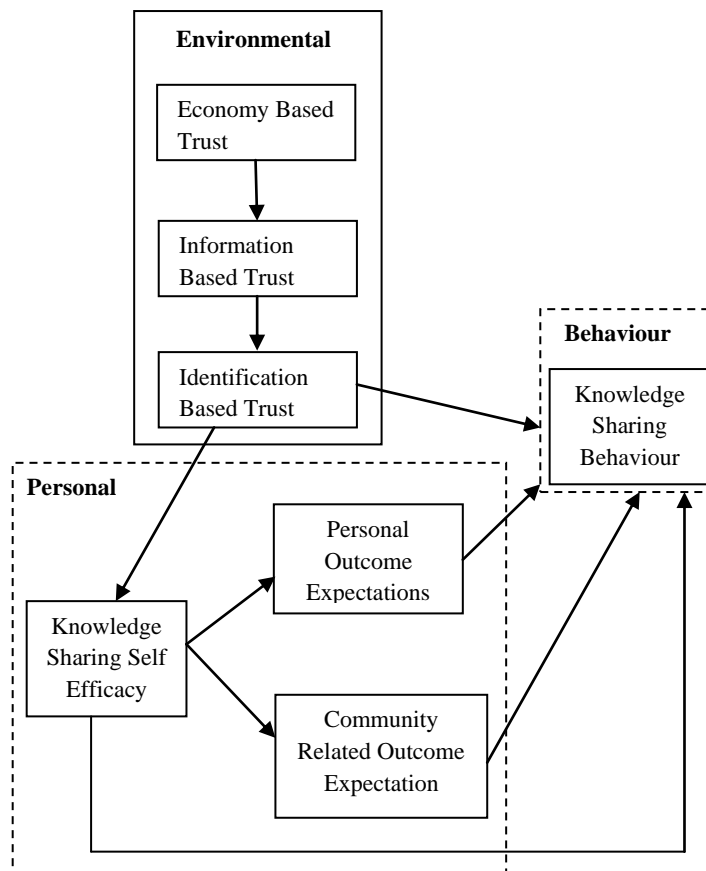 Environmental
Economy Based
Trust
Information
Based Trust
Identification
Based Trust
Behaviour
Knowledge
Sharing
Behaviour
Personal
Personal
Outcome
Expectations
Knowledge
Sharing Self
Efficacy
Community
Related Outcome
Expectation